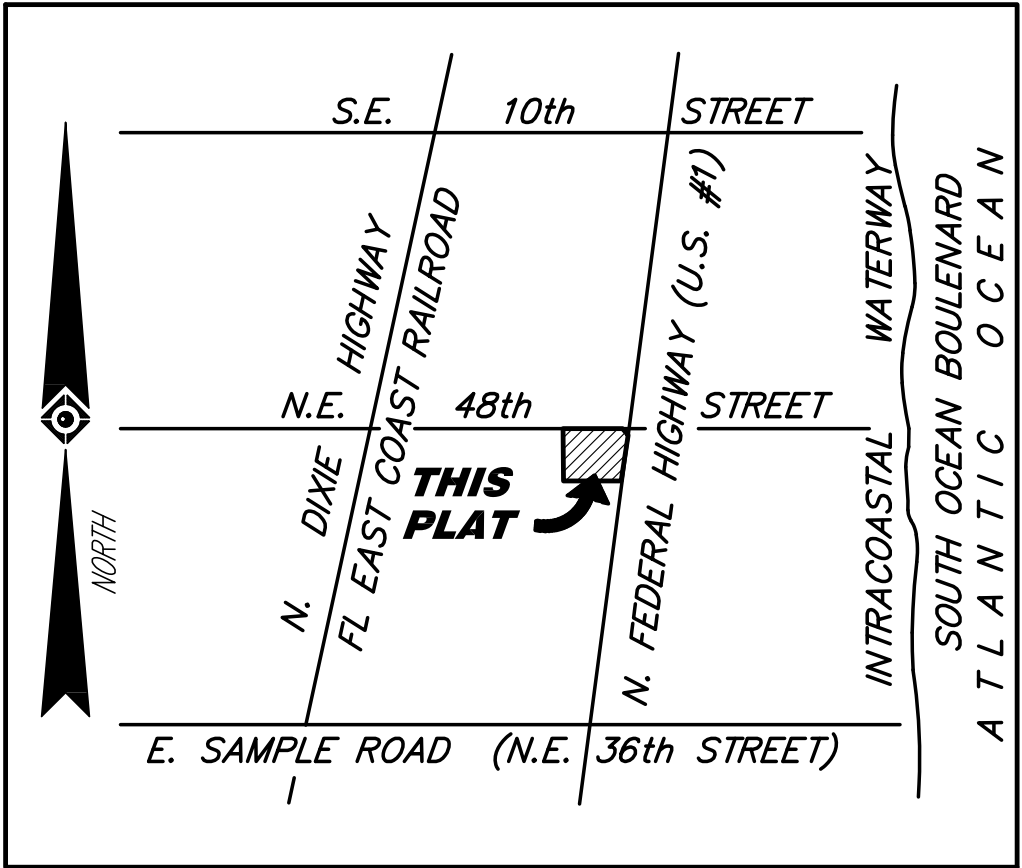 S.E. 10th STREET
N. DIXIE HIGHWAY
FL EAST COAST RAILROAD
N. FEDERAL HIGHWAY (U.S. #1)
INTRACOASTAL WATERWAY
SOUTH OCEAN BOULENARD
ATLANTIC OCEAN
N.E. 48th STREET
THIS
PLAT
NORTH
E. SAMPLE ROAD (N.E. 36th STREET)